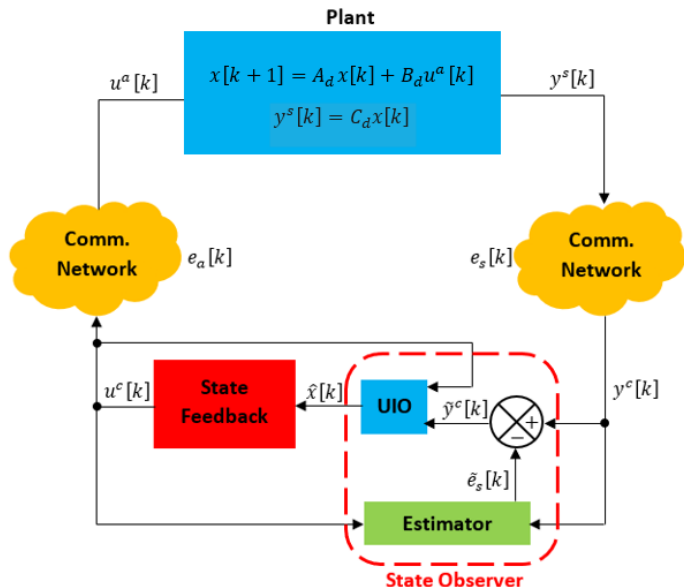 Plant
u^a[k]
x[k + 1] = A_d x[k] + B_d u^a[k]
y^s[k] = C_d x[k]
y^s[k]
Comm.
Network
e_a[k]
e_s[k]
Comm.
Network
u^c[k]
State
Feedback
x̂[k]
UIO
ỹ^c[k]
+
−
y^c[k]
ẽ_s[k]
Estimator
State Observer